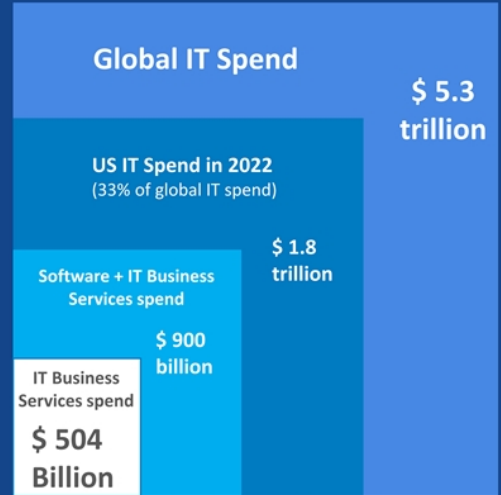 Global IT Spend
$ 5.3
trillion
US IT Spend in 2022
(33% of global IT spend)
$ 1.8
trillion
Software + IT Business
Services spend
$ 900
billion
IT Business
Services spend
$ 504
Billion